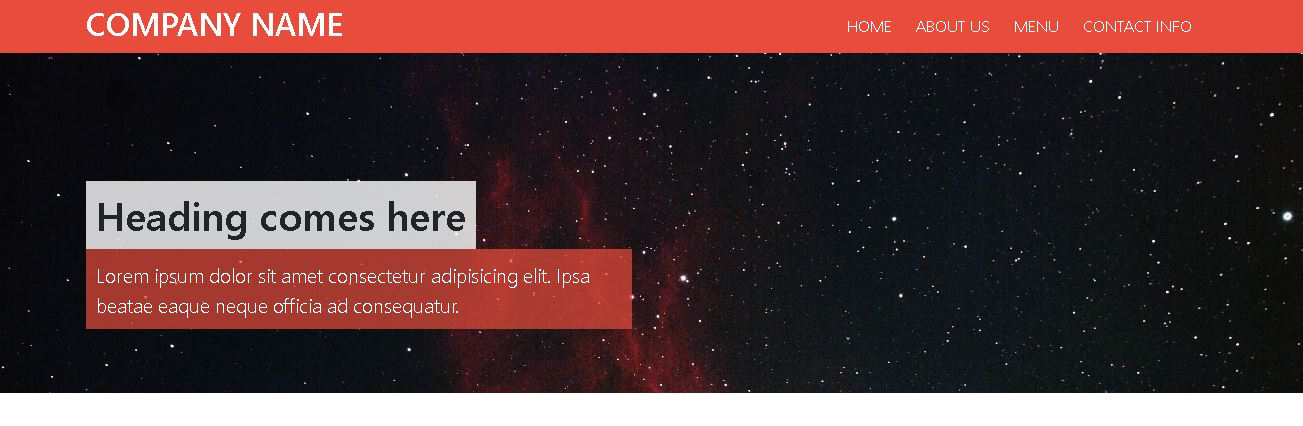 COMPANY NAME
HOME ABOUT US MENU CONTACT INFO
Heading comes here
Lorem ipsum dolor sit amet consectetur adipisicing elit. Ipsa
beatae eaque neque officia ad consequatur.